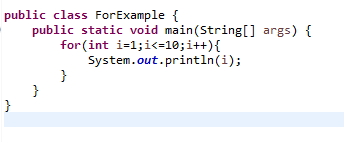 public class ForExample {
    public static void main(String[] args) {
        for(int i=1;i<=10;i++){
            System.out.println(i);
        }
    }
}